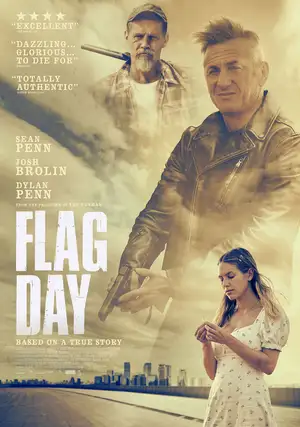 ★★★★
"DAZZLING...
GLORIOUS...
TO DIE FOR"
"TOTALLY
AUTHENTIC"
SEAN
PENN
JOSH
BROLIN
DYLAN
PENN
FLAG
DAY
BASED ON A TRUE STORY